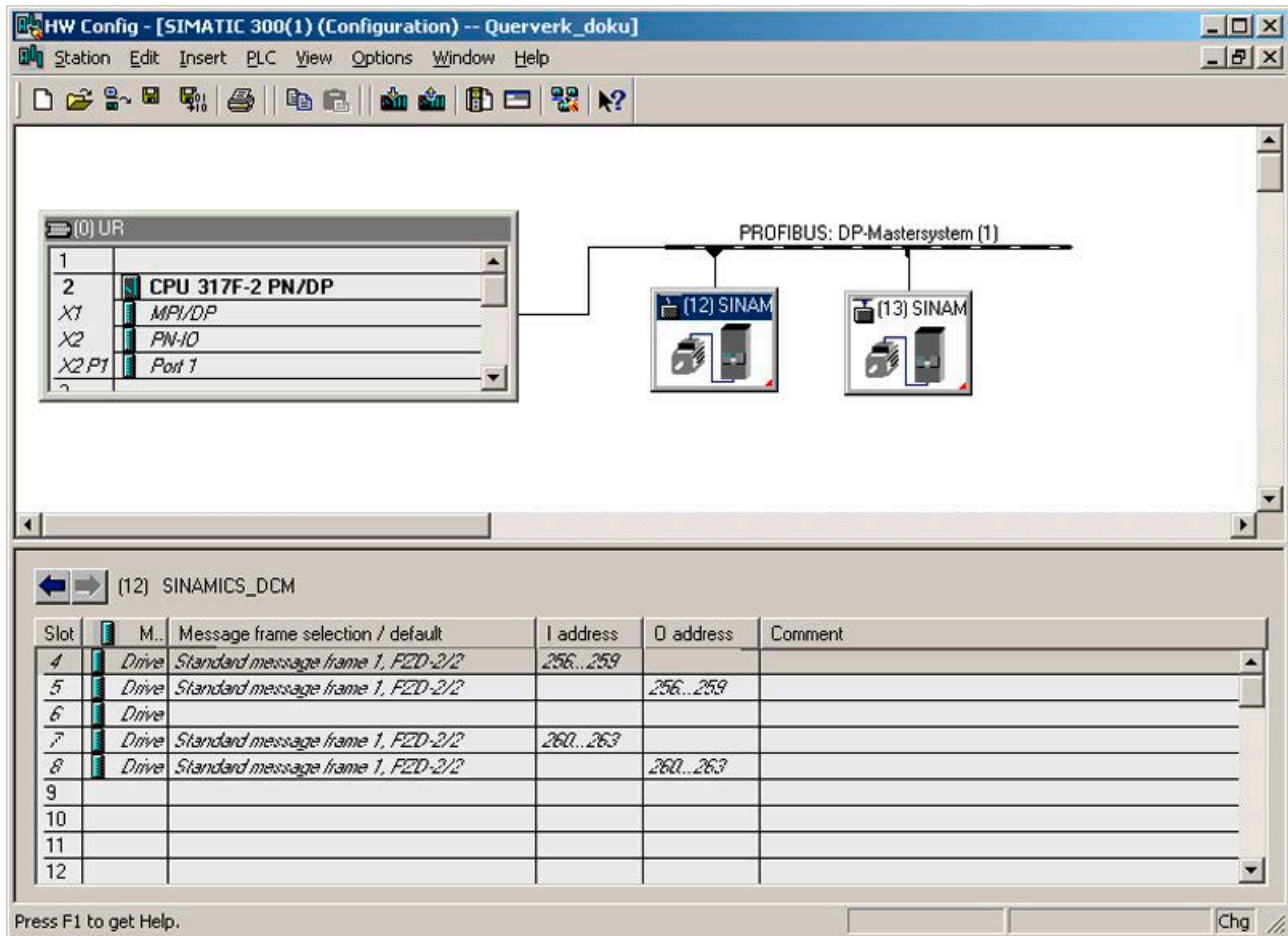 HW Config - [SIMATIC 300(1) (Configuration) -- Querverk_doku]
Station Edit Insert PLC View Options Window Help
(0) UR
1
2 CPU 317F-2 PN/DP
X1 MPI/DP
X2 PN-IO
X2 P1 Port 1
PROFIBUS: DP-Mastersystem (1)
(12) SINAM
(13) SINAM
(12) SINAMICS_DCM
Slot M.. Message frame selection / default I address O address Comment
4 Drive Standard message frame 1, PZD-2/2 256...259
5 Drive Standard message frame 1, PZD-2/2 256...259
6 Drive
7 Drive Standard message frame 1, PZD-2/2 260...263
8 Drive Standard message frame 1, PZD-2/2 260...263
9
10
11
12
Press F1 to get Help.
Chg